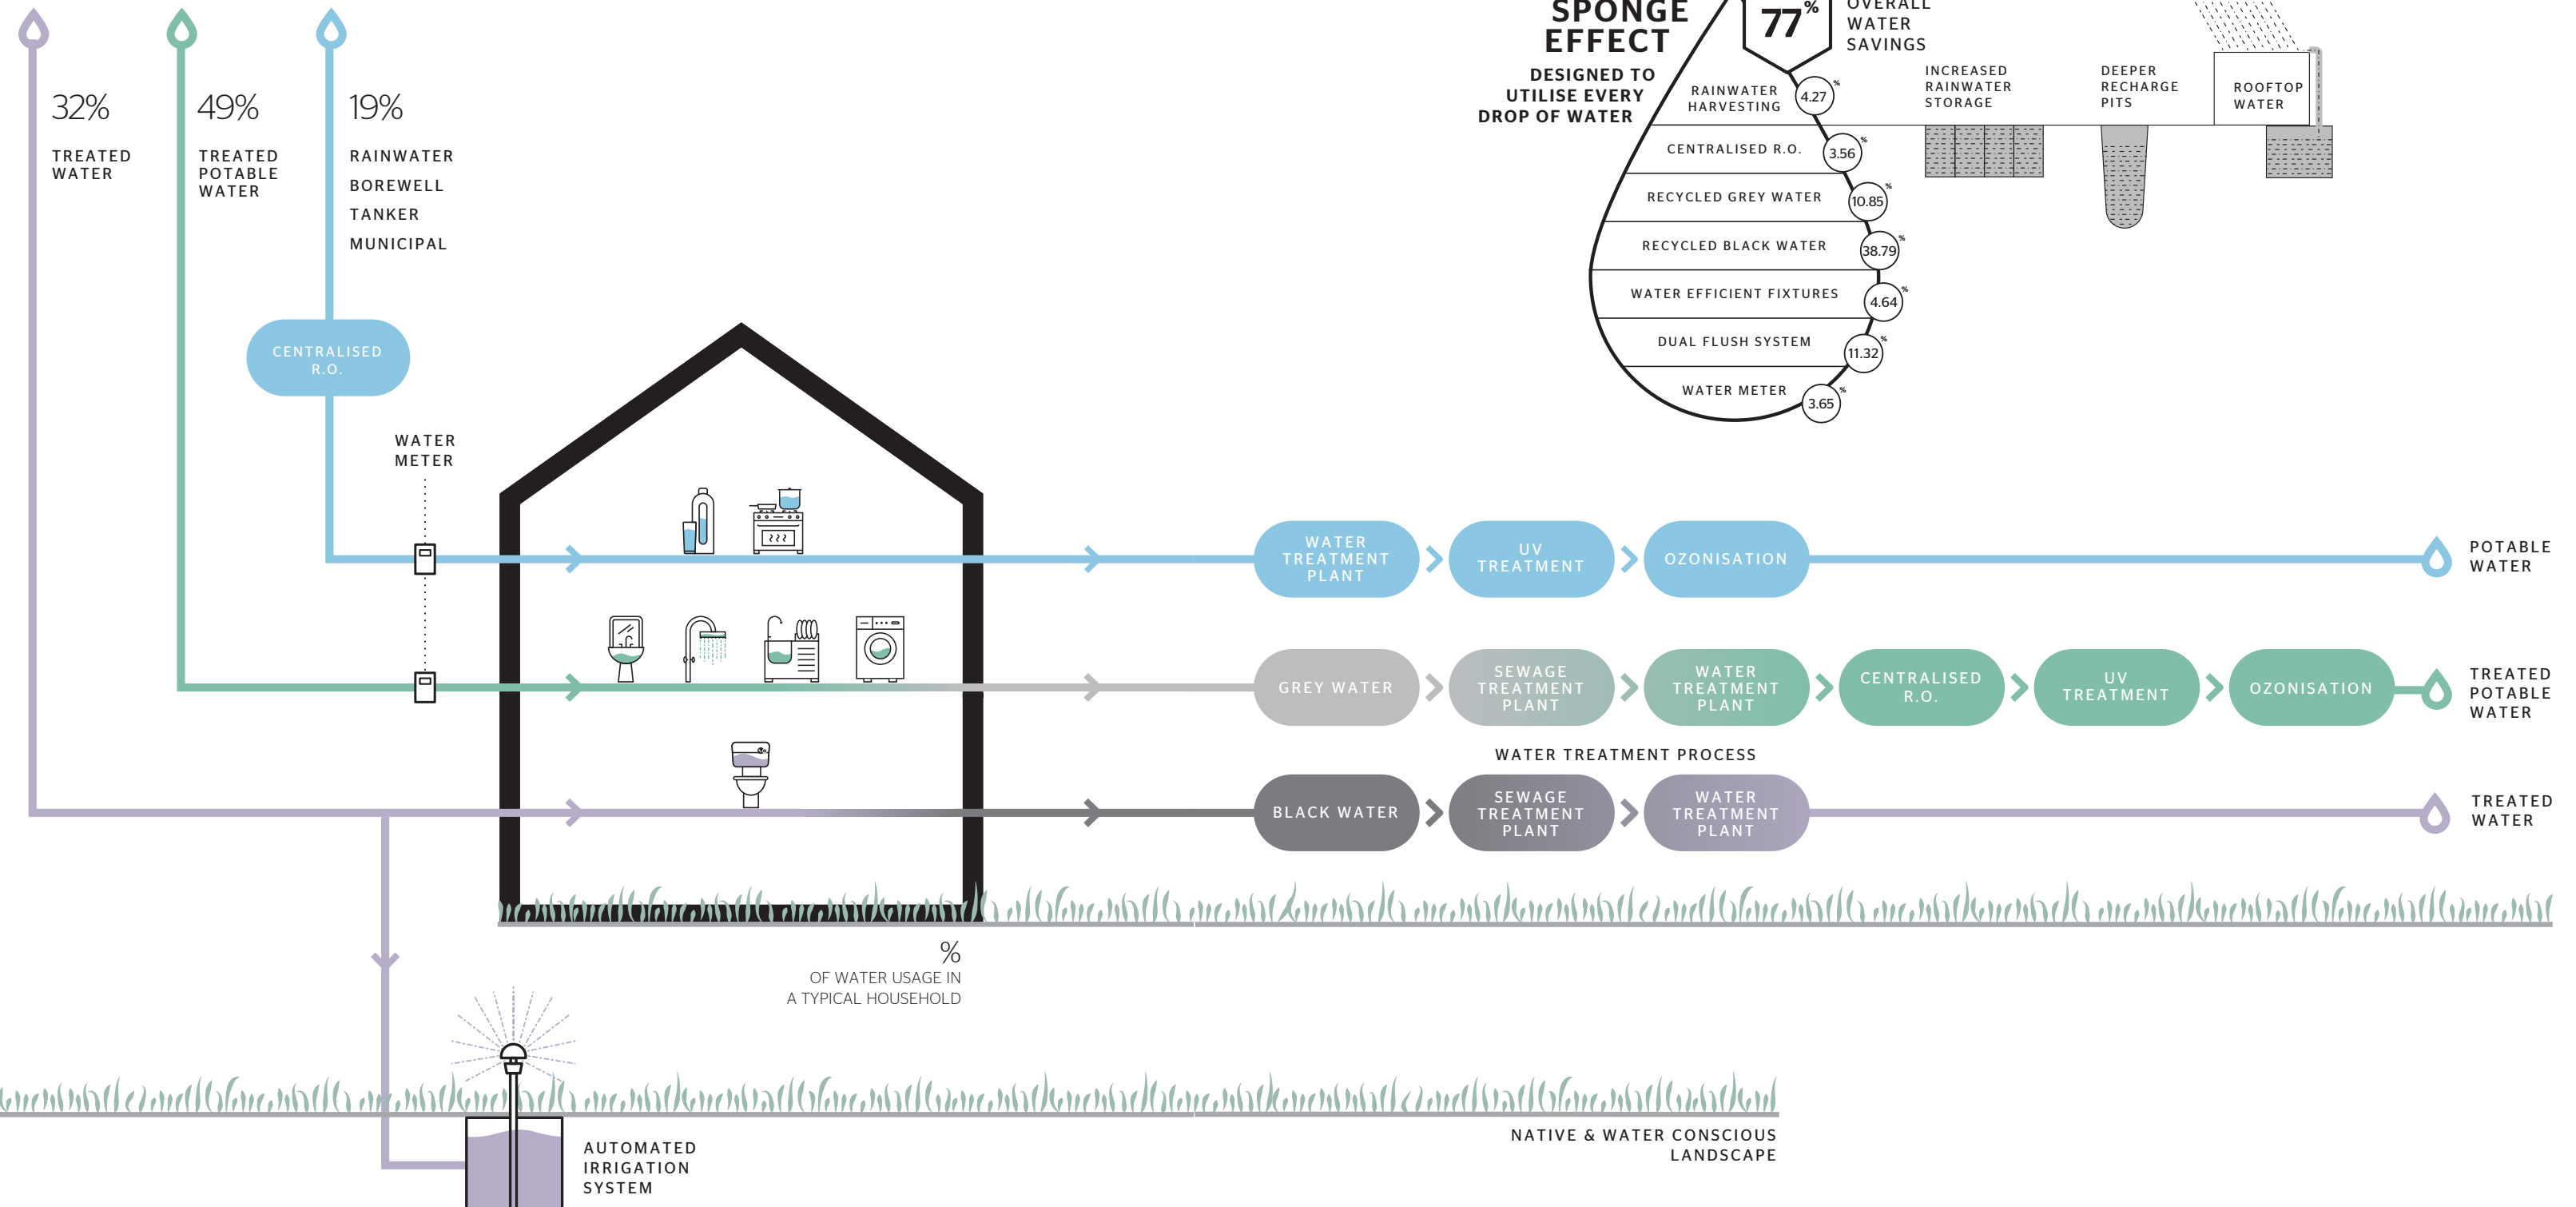 SPONGE
EFFECT
DESIGNED TO
UTILISE EVERY
DROP OF WATER
77%
OVERALL
WATER
SAVINGS
RAINWATER
HARVESTING
4.27%
CENTRALISED R.O.
3.56%
RECYCLED GREY WATER
10.85%
RECYCLED BLACK WATER
38.79%
WATER EFFICIENT FIXTURES
4.64%
DUAL FLUSH SYSTEM
11.32%
WATER METER
3.65%
INCREASED
RAINWATER
STORAGE
DEEPER
RECHARGE
PITS
ROOFTOP
WATER
32%
TREATED
WATER
49%
TREATED
POTABLE
WATER
19%
RAINWATER
BOREWELL
TANKER
MUNICIPAL
CENTRALISED
R.O.
WATER
METER
WATER
TREATMENT
PLANT
UV
TREATMENT
OZONISATION
POTABLE
WATER
GREY WATER
SEWAGE
TREATMENT
PLANT
WATER
TREATMENT
PLANT
CENTRALISED
R.O.
UV
TREATMENT
OZONISATION
TREATED
POTABLE
WATER
WATER TREATMENT PROCESS
BLACK WATER
SEWAGE
TREATMENT
PLANT
WATER
TREATMENT
PLANT
TREATED
WATER
%
OF WATER USAGE IN
A TYPICAL HOUSEHOLD
NATIVE & WATER CONSCIOUS
LANDSCAPE
AUTOMATED
IRRIGATION
SYSTEM